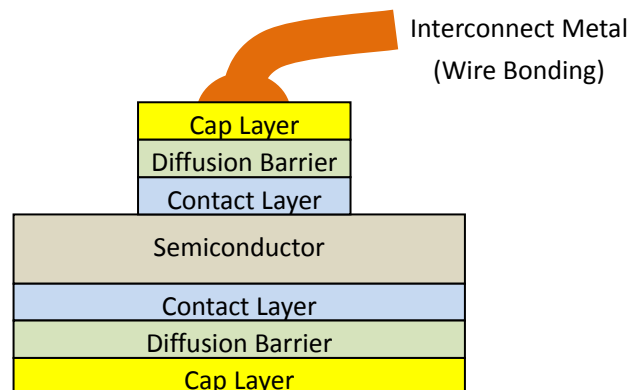 Interconnect Metal
(Wire Bonding)
Cap Layer
Diffusion Barrier
Contact Layer
Semiconductor
Contact Layer
Diffusion Barrier
Cap Layer